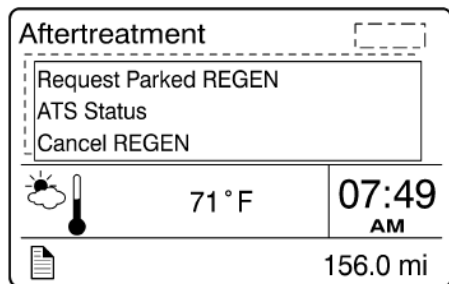 Aftertreatment
Request Parked REGEN
ATS Status
Cancel REGEN
71°F
07:49
AM
156.0 mi